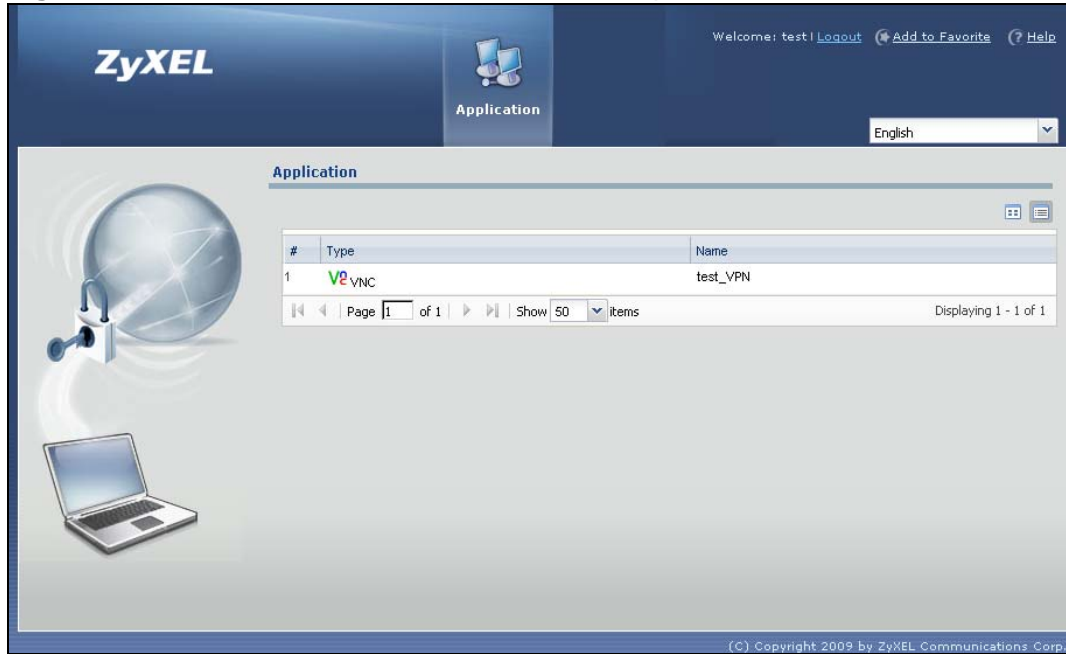 ZyXEL
Welcome: test | Logout Add to Favorite ? Help
Application
English
Application
# Type Name
1 VNC test_VPN
Page 1 of 1 Show 50 items Displaying 1 - 1 of 1
(C) Copyright 2009 by ZyXEL Communications Corp.